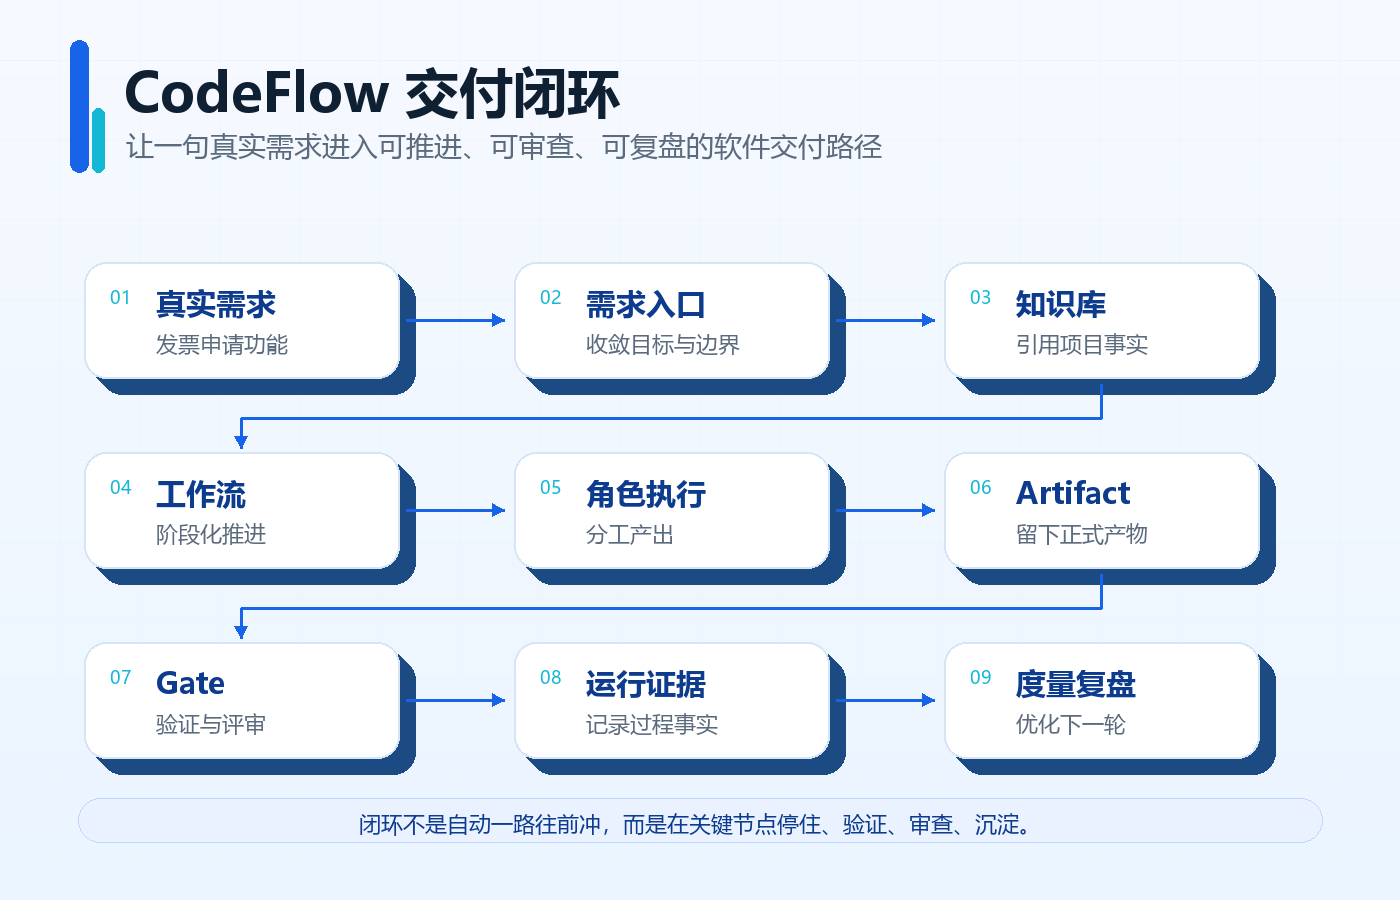 CodeFlow 交付闭环
让一句真实需求进入可推进、可审查、可复盘的软件交付路径
01 真实需求
发票申请功能
02 需求入口
收敛目标与边界
03 知识库
引用项目事实
04 工作流
阶段化推进
05 角色执行
分工产出
06 Artifact
留下正式产物
07 Gate
验证与评审
08 运行证据
记录过程事实
09 度量复盘
优化下一轮
闭环不是自动一路往前冲，而是在关键节点停住、验证、审查、沉淀。